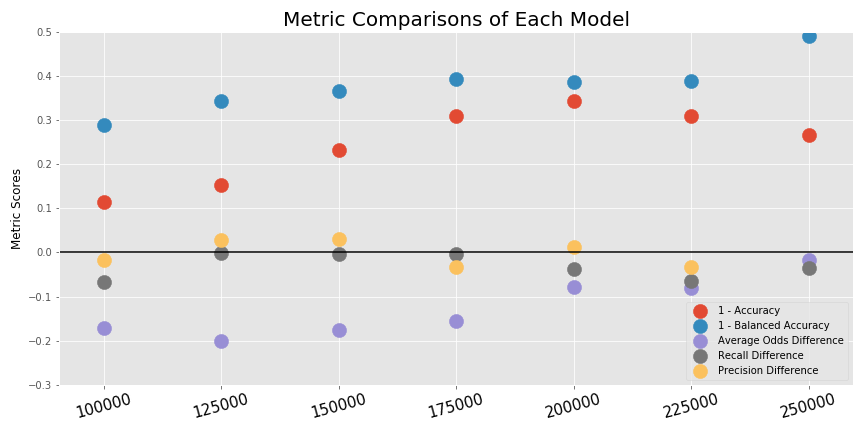 Metric Comparisons of Each Model
Metric Scores
0.5
0.4
0.3
0.2
0.1
0.0
−0.1
−0.2
−0.3
1 - Accuracy
1 - Balanced Accuracy
Average Odds Difference
Recall Difference
Precision Difference
100000 125000 150000 175000 200000 225000 250000